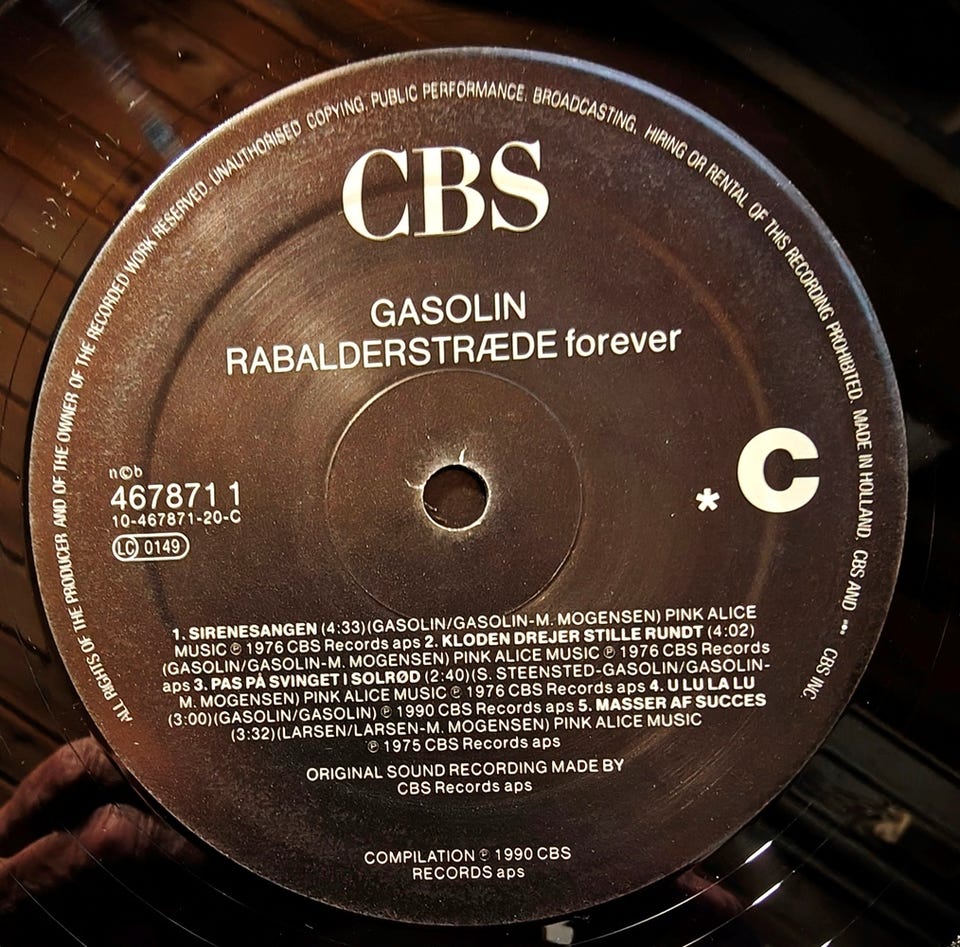 ALL RIGHTS OF THE PRODUCER AND OF THE OWNER OF THE RECORDED WORK RESERVED. UNAUTHORISED COPYING. PUBLIC PERFORMANCE. BROADCASTING. HIRING OR RENTAL OF THIS RECORDING PROHIBITED. MADE IN HOLLAND. CBS AND CBS INC.
CBS
GASOLIN
RABALDERSTRÆDE forever
n©b
467871 1
10-467871-20-C
LC 0149
* C
1. SIRENESANGEN (4:33)(GASOLIN/GASOLIN-M. MOGENSEN) PINK ALICE
MUSIC ℗ 1976 CBS Records aps 2. KLODEN DREJER STILLE RUNDT (4:02)
(GASOLIN/GASOLIN-M. MOGENSEN) PINK ALICE MUSIC ℗ 1976 CBS Records
aps 3. PAS PÅ SVINGET I SOLRØD (2:40)(S. STEENSTED-GASOLIN/GASOLIN-
M. MOGENSEN) PINK ALICE MUSIC ℗ 1976 CBS Records aps 4. U LU LA LU
(3:00)(GASOLIN/GASOLIN) ℗ 1990 CBS Records aps 5. MASSER AF SUCCES
(3:32)(LARSEN/LARSEN-M. MOGENSEN) PINK ALICE MUSIC
℗ 1975 CBS Records aps
ORIGINAL SOUND RECORDING MADE BY
CBS Records aps
COMPILATION ℗ 1990 CBS
RECORDS aps